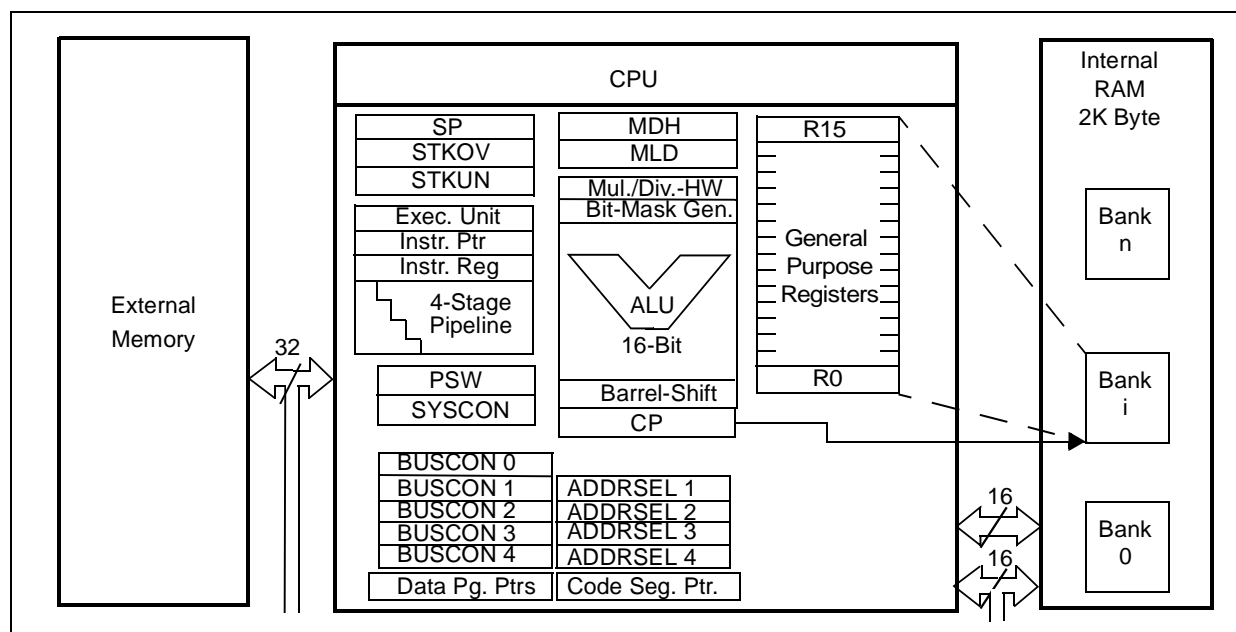 CPU
External
Memory
32
SP
STKOV
STKUN
Exec. Unit
Instr. Ptr
Instr. Reg
4-Stage
Pipeline
PSW
SYSCON
BUSCON 0
BUSCON 1
BUSCON 2
BUSCON 3
BUSCON 4
Data Pg. Ptrs
MDH
MLD
Mul./Div.-HW
Bit-Mask Gen.
ALU
16-Bit
Barrel-Shift
CP
ADDRSEL 1
ADDRSEL 2
ADDRSEL 3
ADDRSEL 4
Code Seg. Ptr.
R15
General
Purpose
Registers
R0
16
16
Internal
RAM
2K Byte
Bank
n
Bank
i
Bank
0